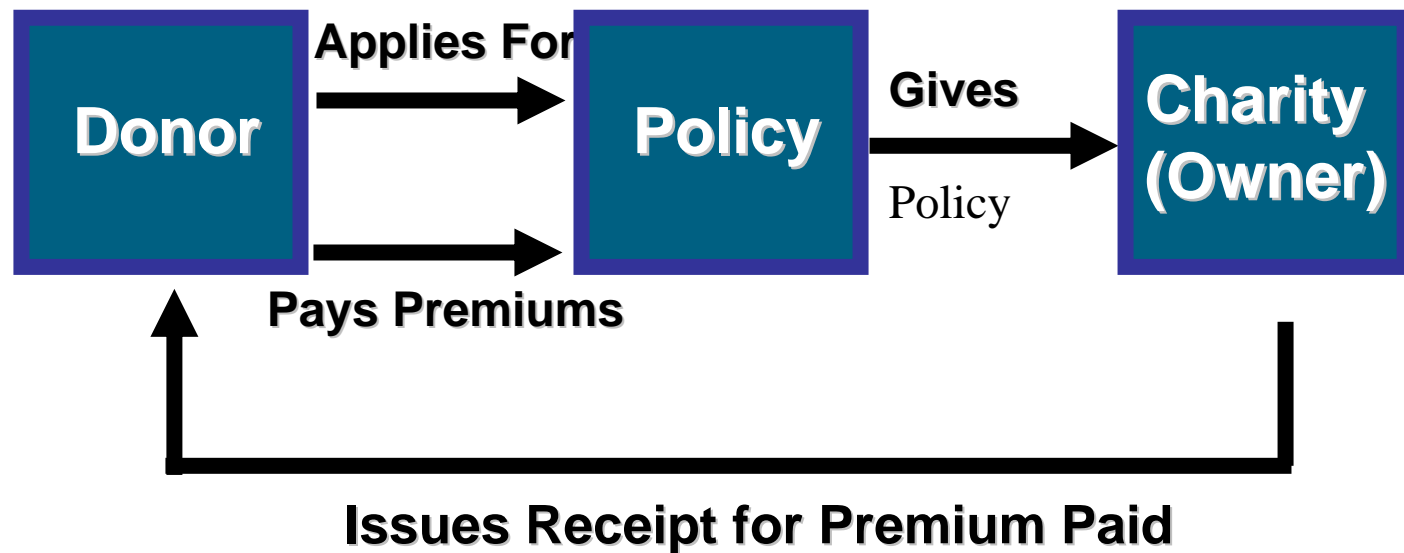 Applies For
Donor
Pays Premiums
Policy
Gives
Policy
Charity
(Owner)
Issues Receipt for Premium Paid